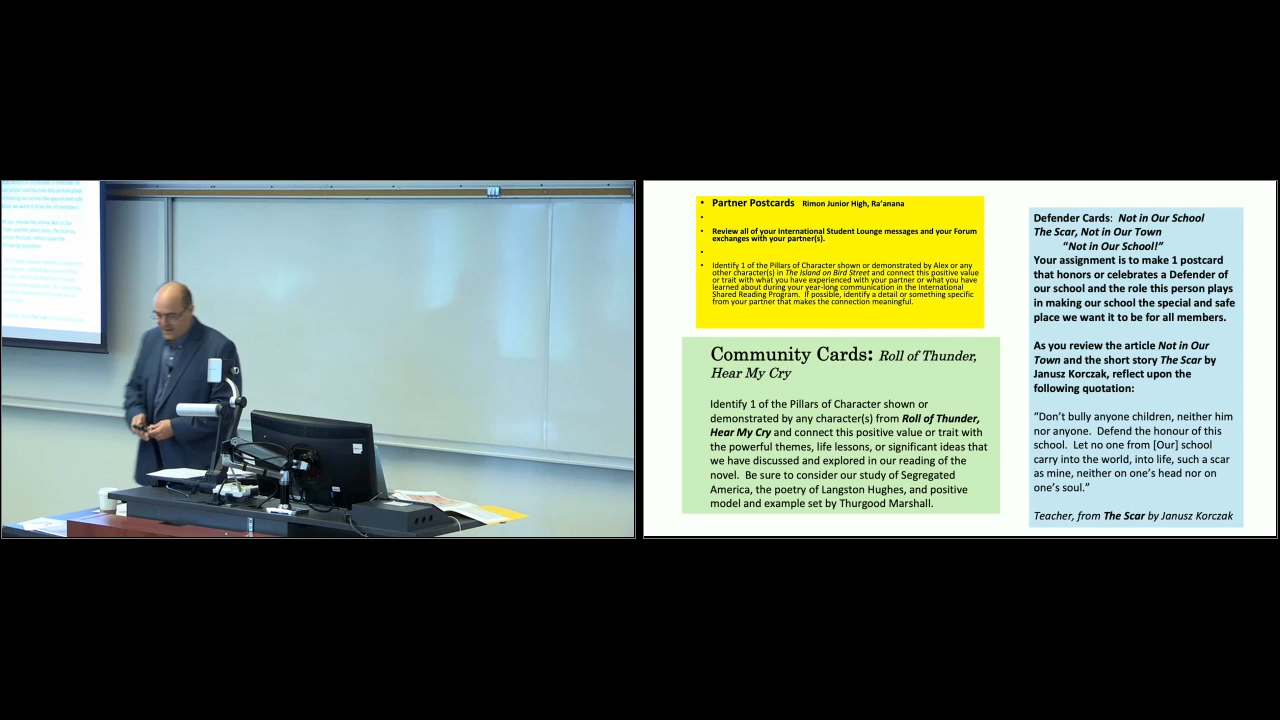 • Partner Postcards Rimon Junior High, Ra'anana
•
• Review all of your International Student Lounge messages and your Forum
exchanges with your partner(s).
•
• Identify 1 of the Pillars of Character shown or demonstrated by Alex or any
other character(s) in The Island on Bird Street and connect this positive value
or trait with what you have experienced with your partner or what you have
learned about during your year-long communication in the International
Shared Reading Program. If possible, identify a detail or something specific
from your partner that makes the connection meaningful.
Community Cards: Roll of Thunder,
Hear My Cry
Identify 1 of the Pillars of Character shown or
demonstrated by any character(s) from Roll of Thunder,
Hear My Cry and connect this positive value or trait with
the powerful themes, life lessons, or significant ideas that
we have discussed and explored in our reading of the
novel. Be sure to consider our study of Segregated
America, the poetry of Langston Hughes, and positive
model and example set by Thurgood Marshall.
Defender Cards: Not in Our School
The Scar, Not in Our Town
"Not in Our School!"
Your assignment is to make 1 postcard
that honors or celebrates a Defender of
our school and the role this person plays
in making our school the special and safe
place we want it to be for all members.
As you review the article Not in Our
Town and the short story The Scar by
Janusz Korczak, reflect upon the
following quotation:
“Don’t bully anyone children, neither him
nor anyone. Defend the honour of this
school. Let no one from [Our] school
carry into the world, into life, such a scar
as mine, neither on one’s head nor on
one’s soul.”
Teacher, from The Scar by Janusz Korczak